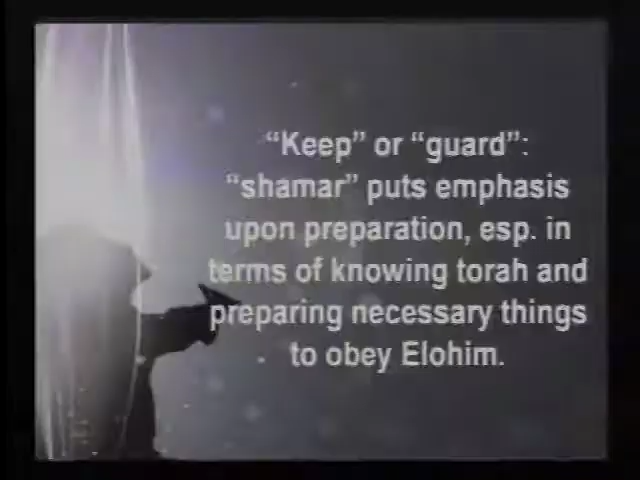 “Keep” or “guard”:
“shamar” puts emphasis
upon preparation, esp. in
terms of knowing torah and
preparing necessary things
to obey Elohim.